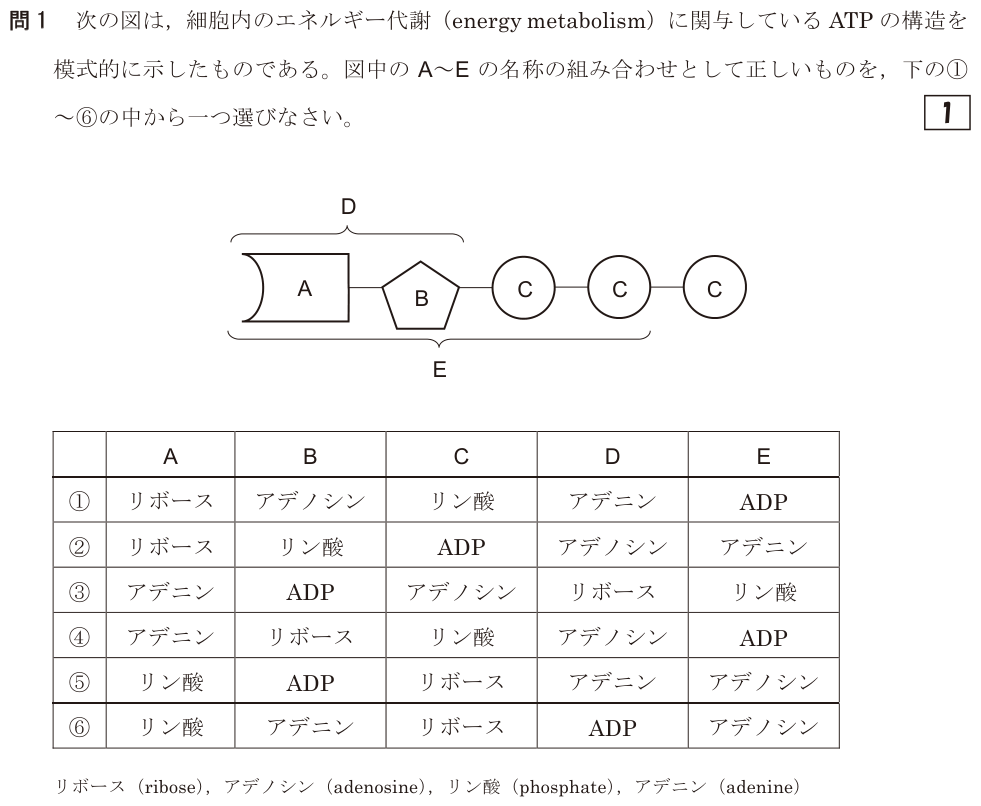 問1 次の図は，細胞内のエネルギー代謝（energy metabolism）に関与している ATP の構造を
模式的に示したものである。図中の A～E の名称の組み合わせとして正しいものを，下の①
～⑥の中から一つ選びなさい。
1
D
A B C C C
E
A B C D E
① リボース アデノシン リン酸 アデニン ADP
② リボース リン酸 ADP アデノシン アデニン
③ アデニン ADP アデノシン リボース リン酸
④ アデニン リボース リン酸 アデノシン ADP
⑤ リン酸 ADP リボース アデニン アデノシン
⑥ リン酸 アデニン リボース ADP アデノシン
リボース（ribose），アデノシン（adenosine），リン酸（phosphate），アデニン（adenine）